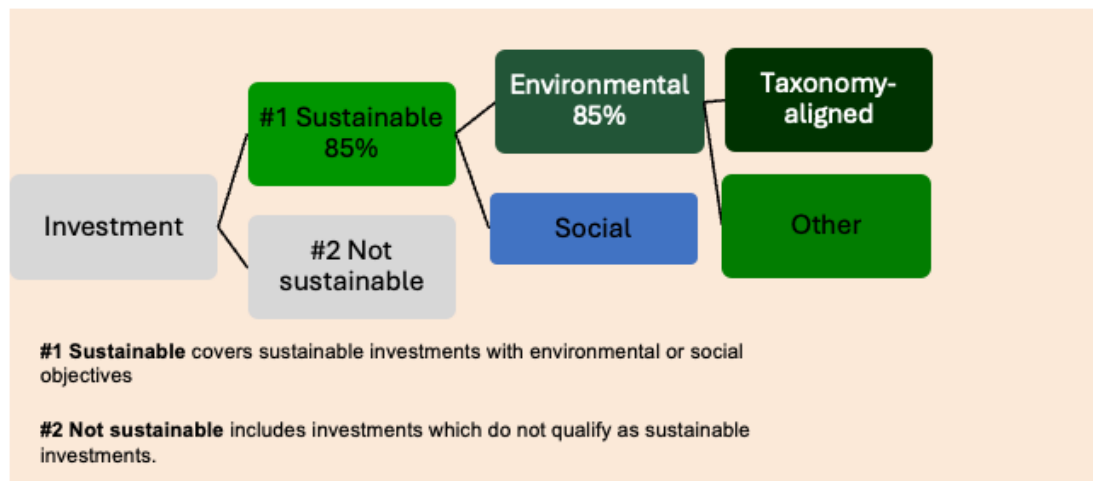 Investment
#1 Sustainable
85%
#2 Not
sustainable
Environmental
85%
Social
Taxonomy-
aligned
Other
#1 Sustainable covers sustainable investments with environmental or social
objectives
#2 Not sustainable includes investments which do not qualify as sustainable
investments.